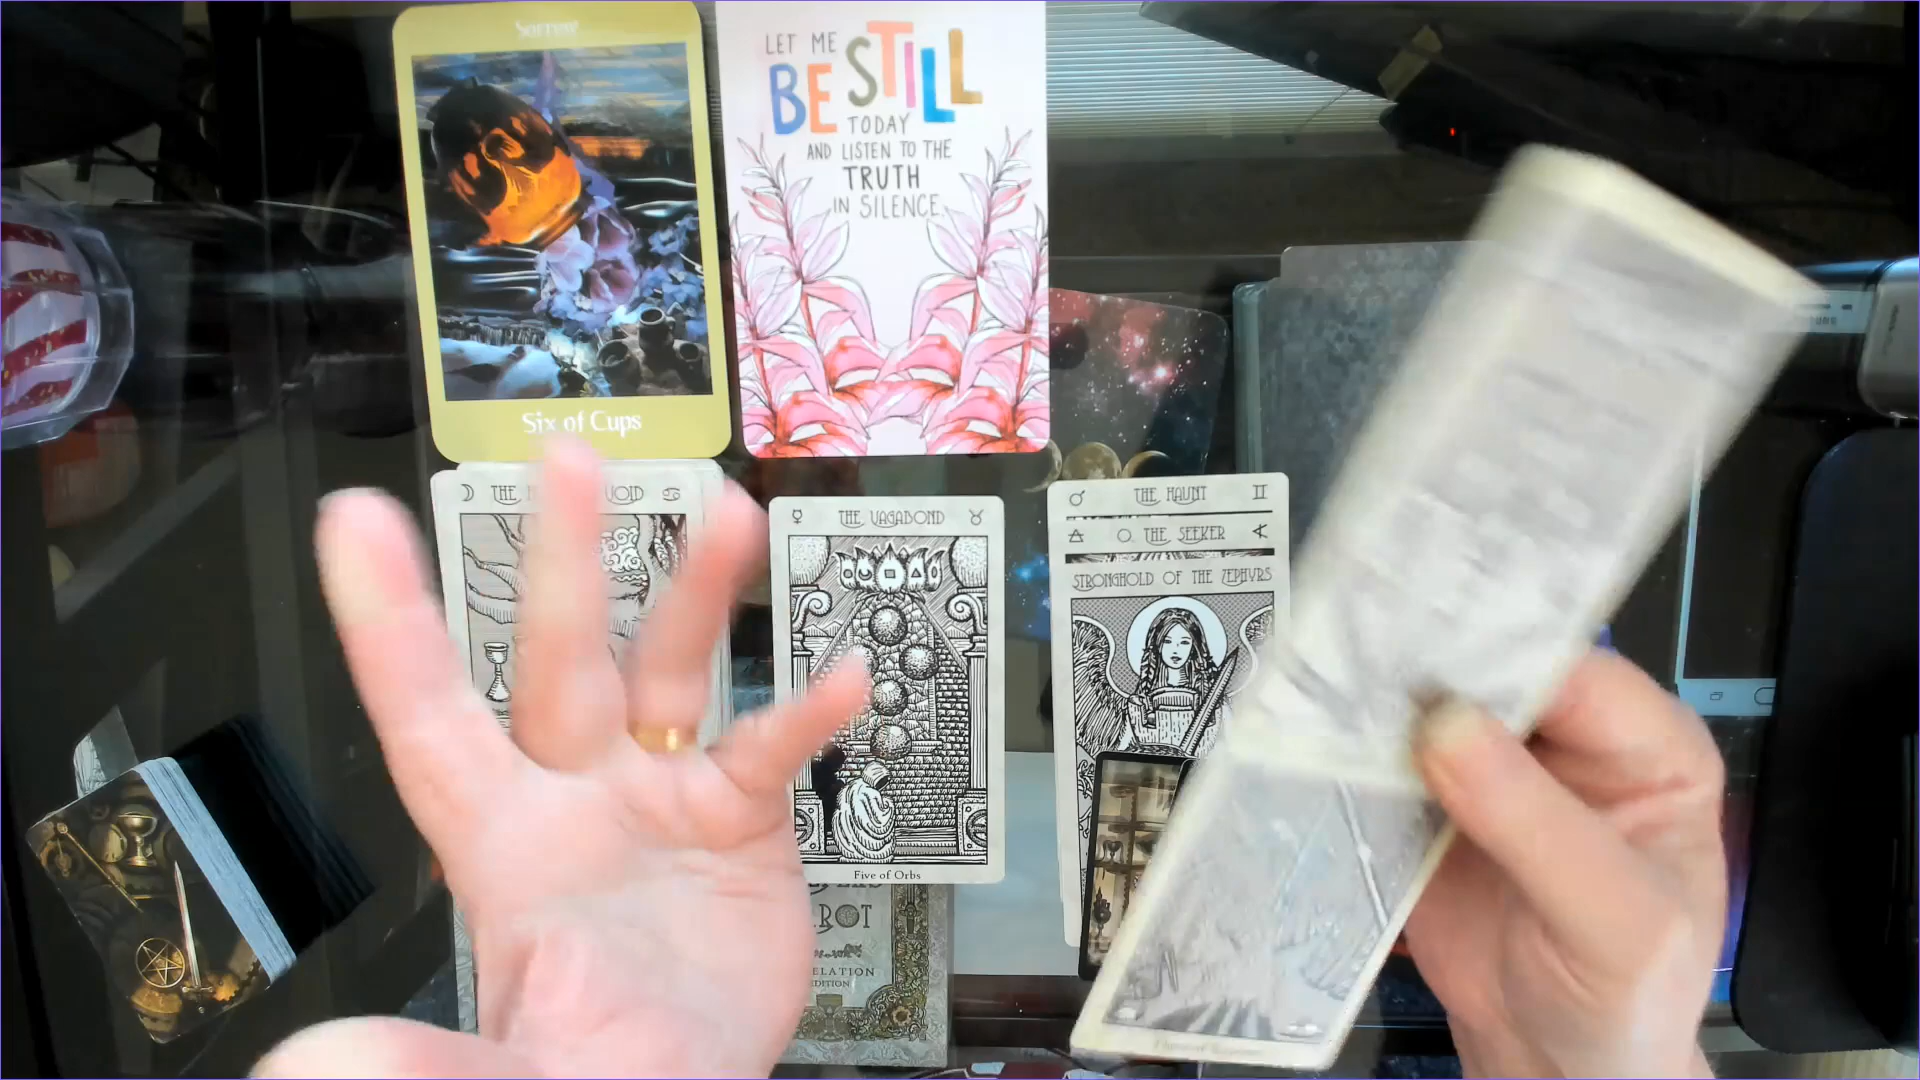 Sorrow
Six of Cups
LET ME
BE STILL
TODAY
AND LISTEN TO THE
TRUTH
IN SILENCE.
THE VOID
THE VAGABOND
Five of Orbs
THE HAUNT
O THE SEEKER
STRONGHOLD OF THE ZEPHYRS
ROT
ELATION
EDITION